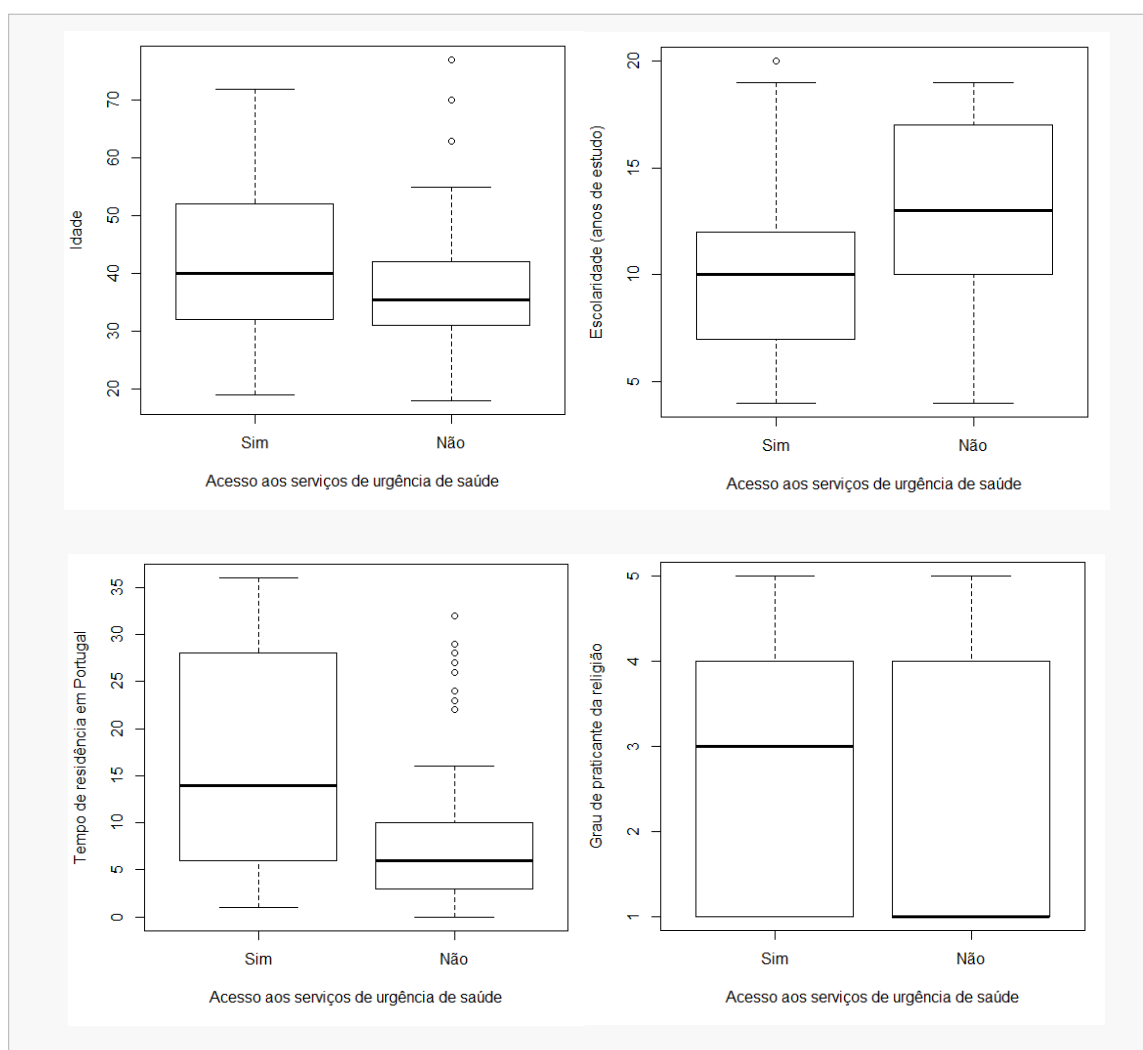 Idade
70
60
50
40
30
20
Sim
Não
Acesso aos serviços de urgência de saúde
Escolaridade (anos de estudo)
20
15
10
5
Sim
Não
Acesso aos serviços de urgência de saúde
Tempo de residência em Portugal
35
30
25
20
15
10
5
0
Sim
Não
Acesso aos serviços de urgência de saúde
Grau de praticante da religião
5
4
3
2
1
Sim
Não
Acesso aos serviços de urgência de saúde